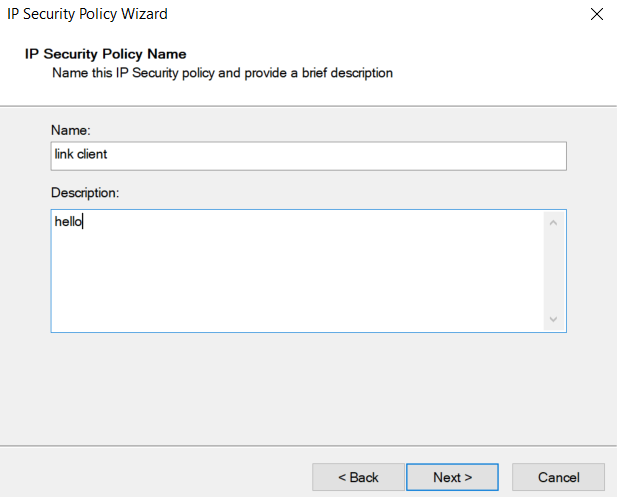 IP Security Policy Wizard
IP Security Policy Name
Name this IP Security policy and provide a brief description
Name:
link client
Description:
hello
< Back Next > Cancel